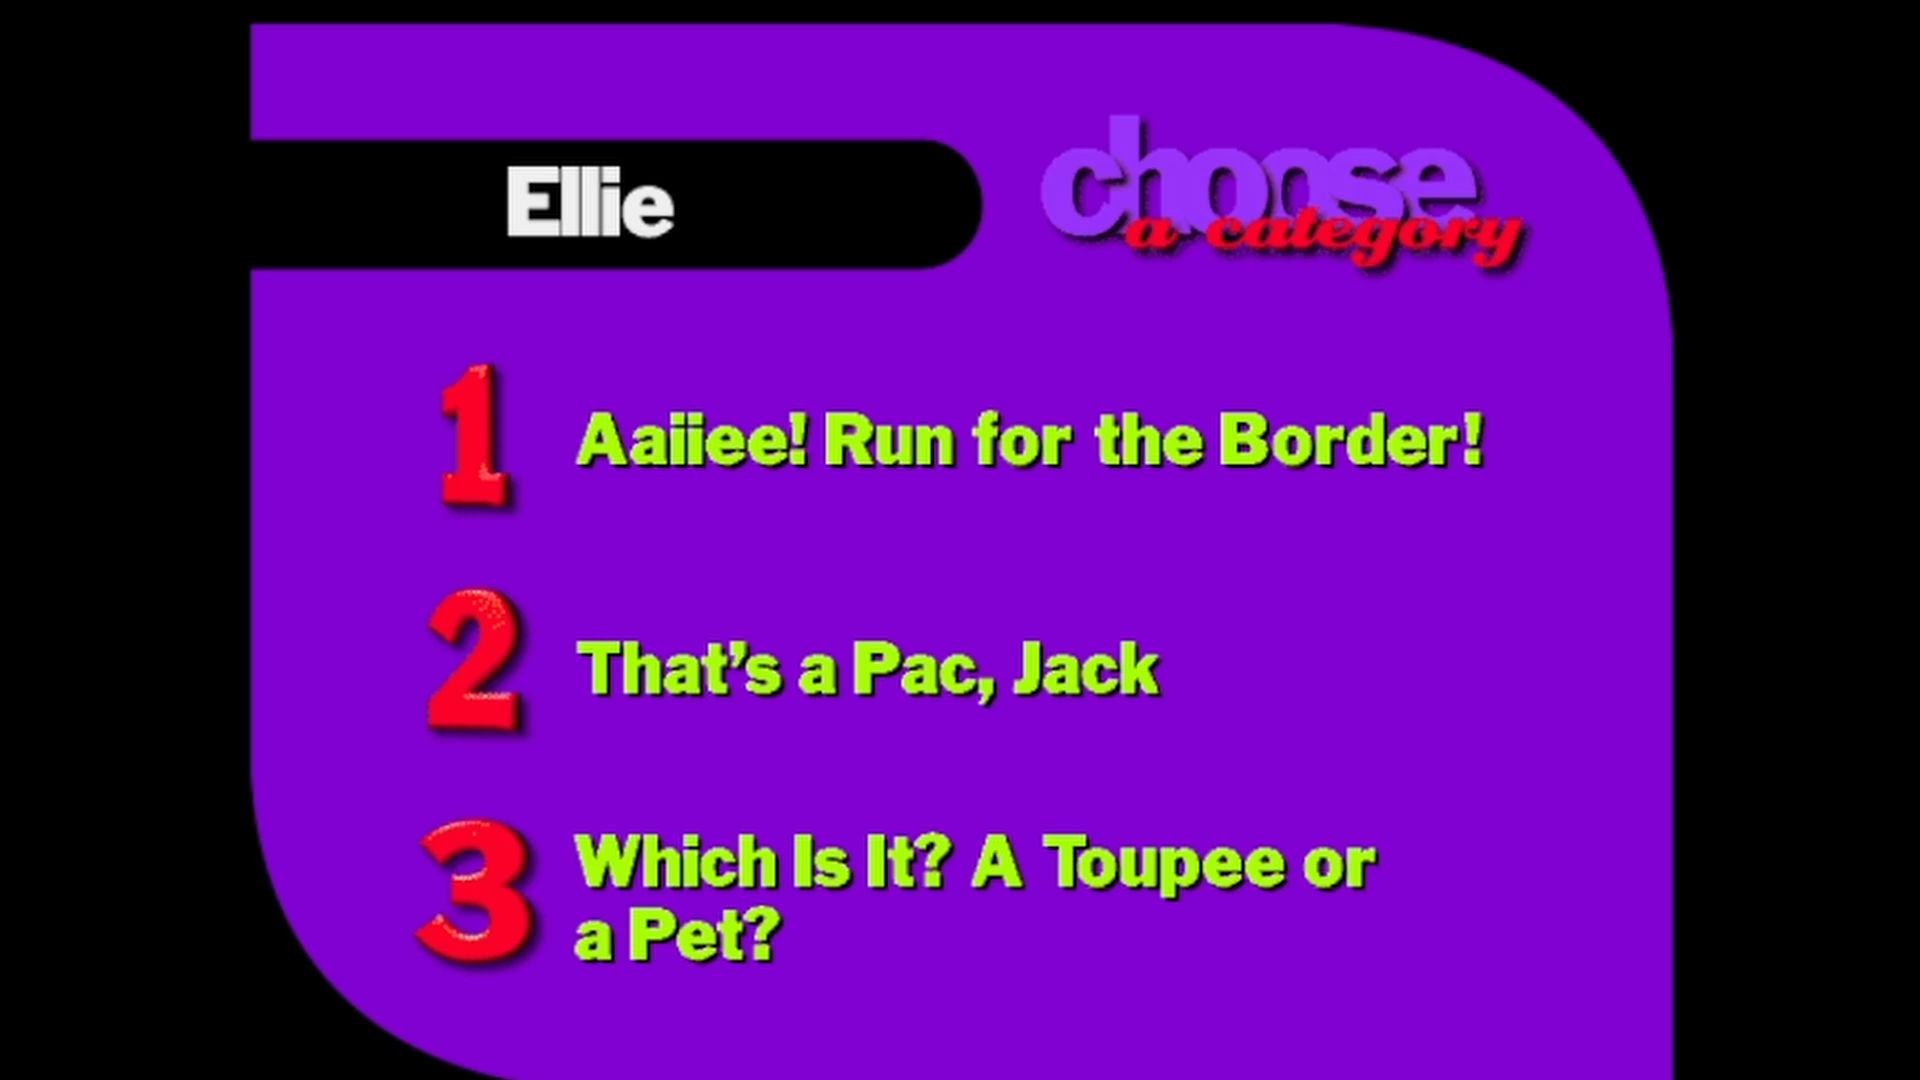 Ellie
choose
a category
1 Aaiiee! Run for the Border!
2 That's a Pac, Jack
3 Which Is It? A Toupee or
a Pet?